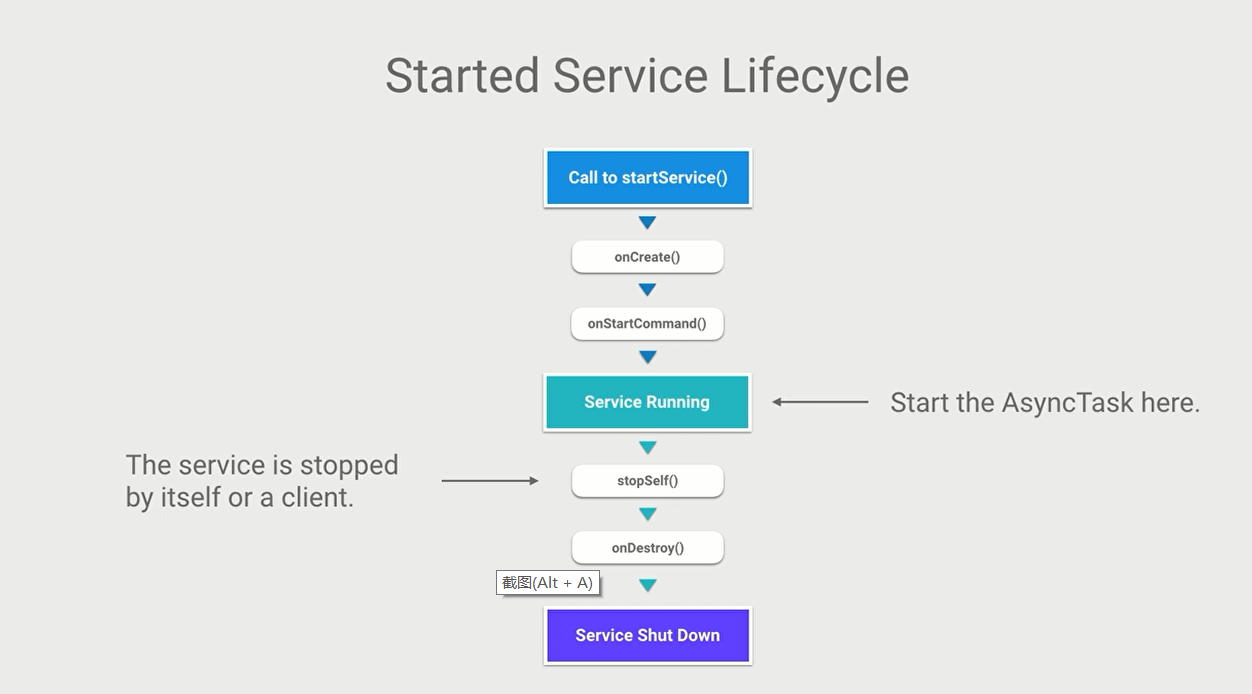 Started Service Lifecycle
Call to startService()
onCreate()
onStartCommand()
Service Running
Start the AsyncTask here.
The service is stopped
by itself or a client.
stopSelf()
onDestroy()
截图(Alt + A)
Service Shut Down